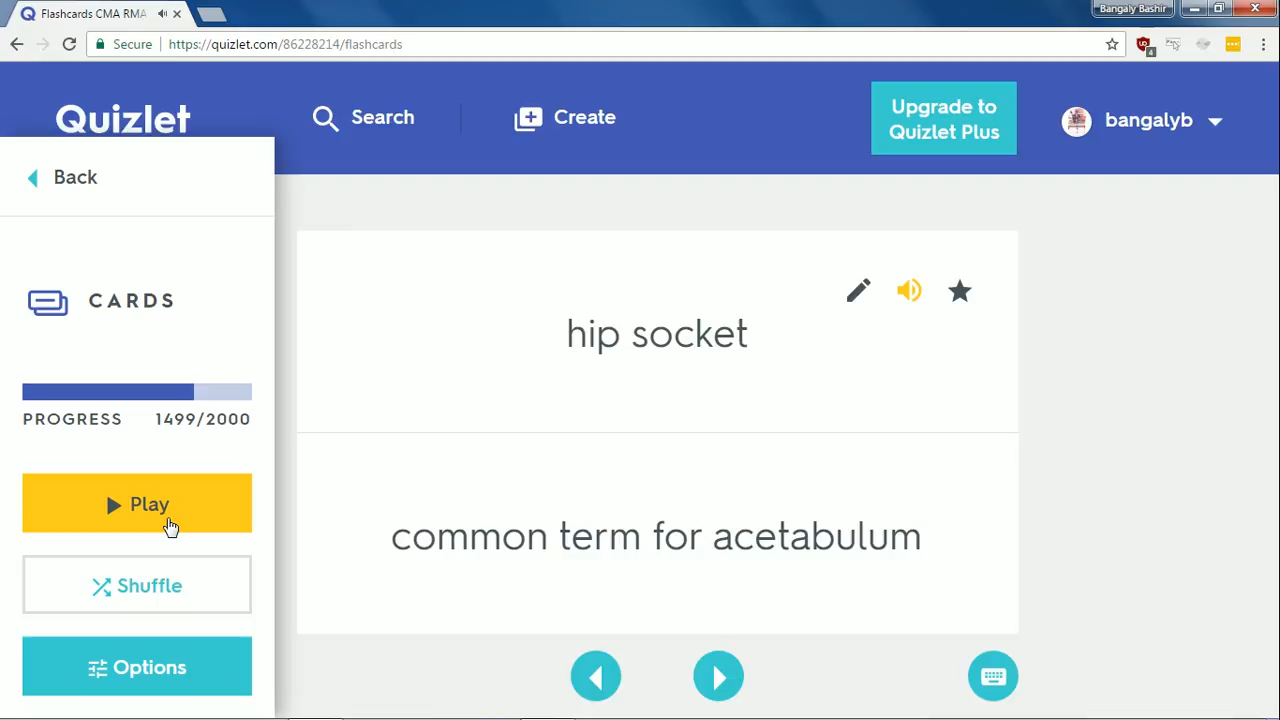 Flashcards CMA RMA
Bangaly Bashir
Secure
https://quizlet.com/86228214/flashcards
4
Quizlet
Search
Create
Upgrade to
Quizlet Plus
bangalyb
Back
CARDS
PROGRESS 1499/2000
Play
Shuffle
Options
hip socket
common term for acetabulum